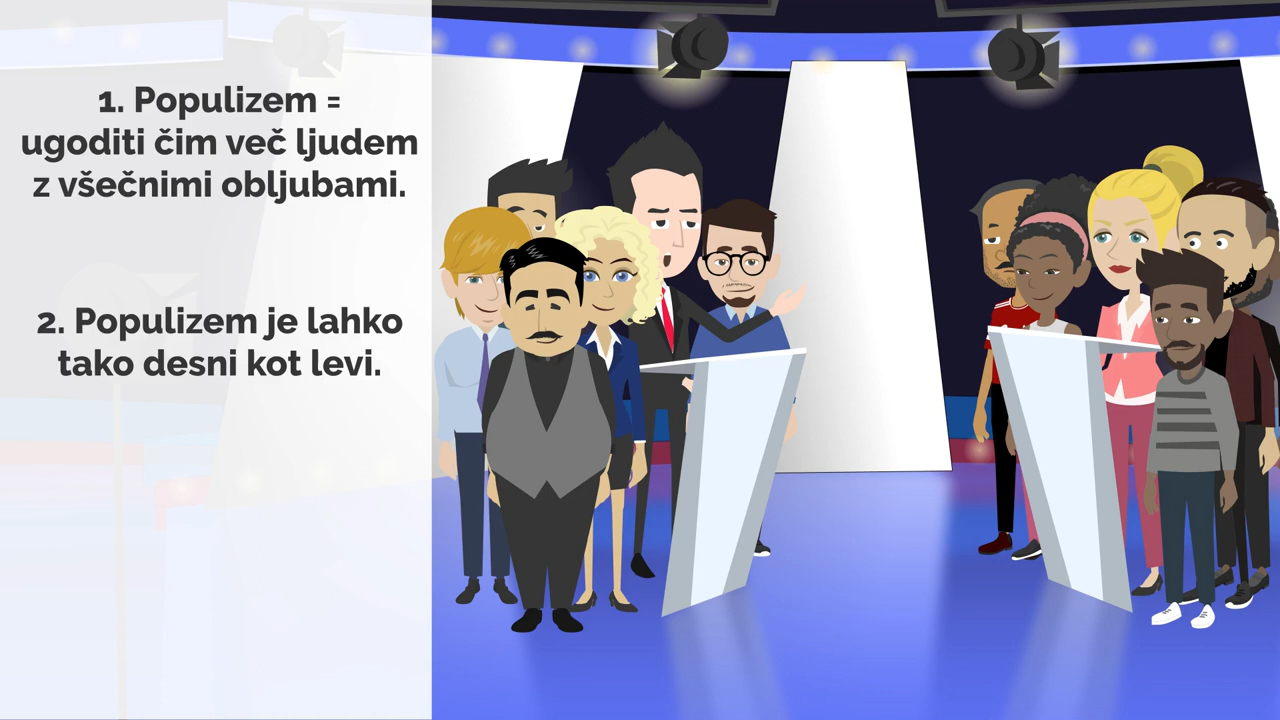 1. Populizem =
ugoditi čim več ljudem
z všečnimi obljubami.
2. Populizem je lahko
tako desni kot levi.